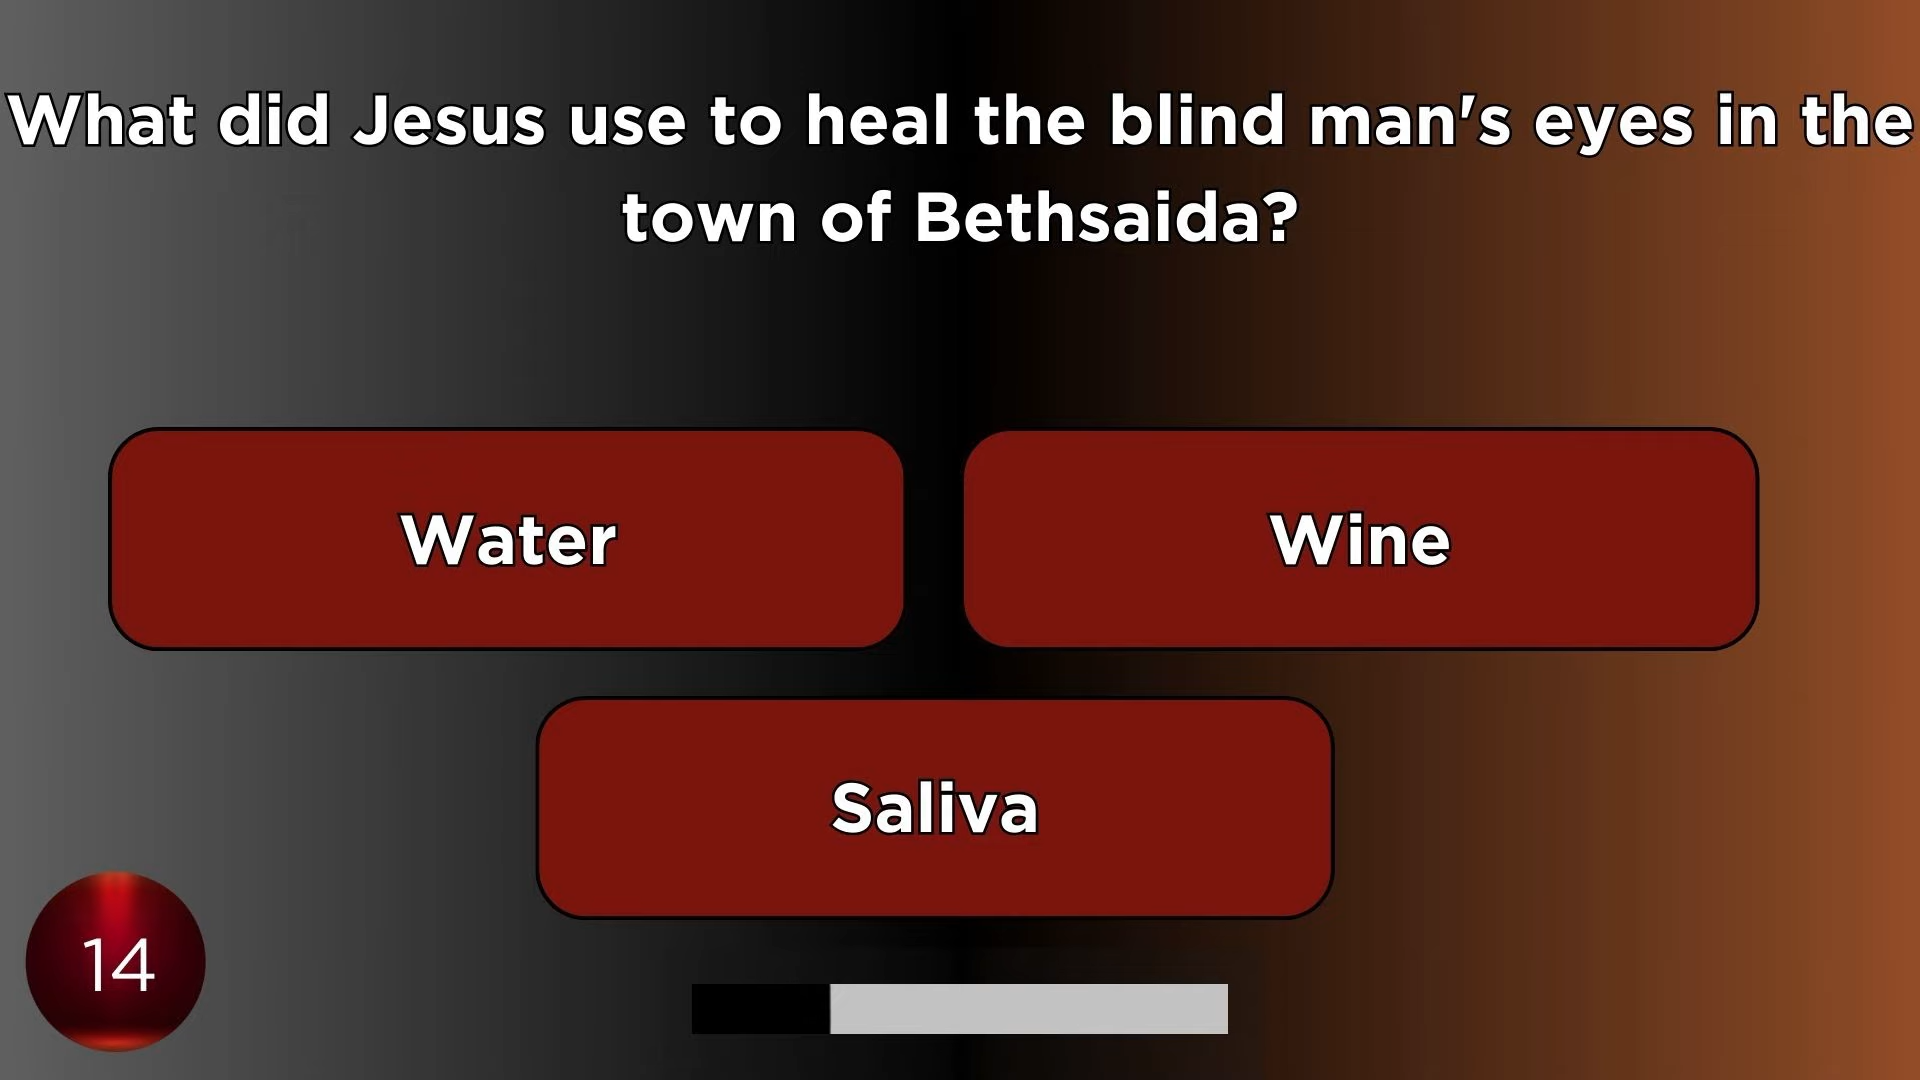 What did Jesus use to heal the blind man's eyes in the
town of Bethsaida?
Water
Wine
Saliva
14